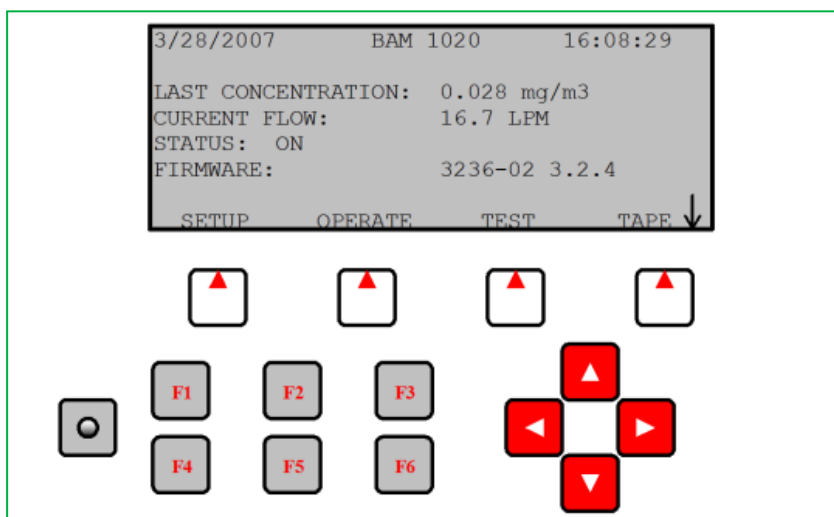 3/28/2007 BAM 1020 16:08:29
LAST CONCENTRATION: 0.028 mg/m3
CURRENT FLOW: 16.7 LPM
STATUS: ON
FIRMWARE: 3236-02 3.2.4
SETUP OPERATE TEST TAPE
F1 F2 F3
F4 F5 F6